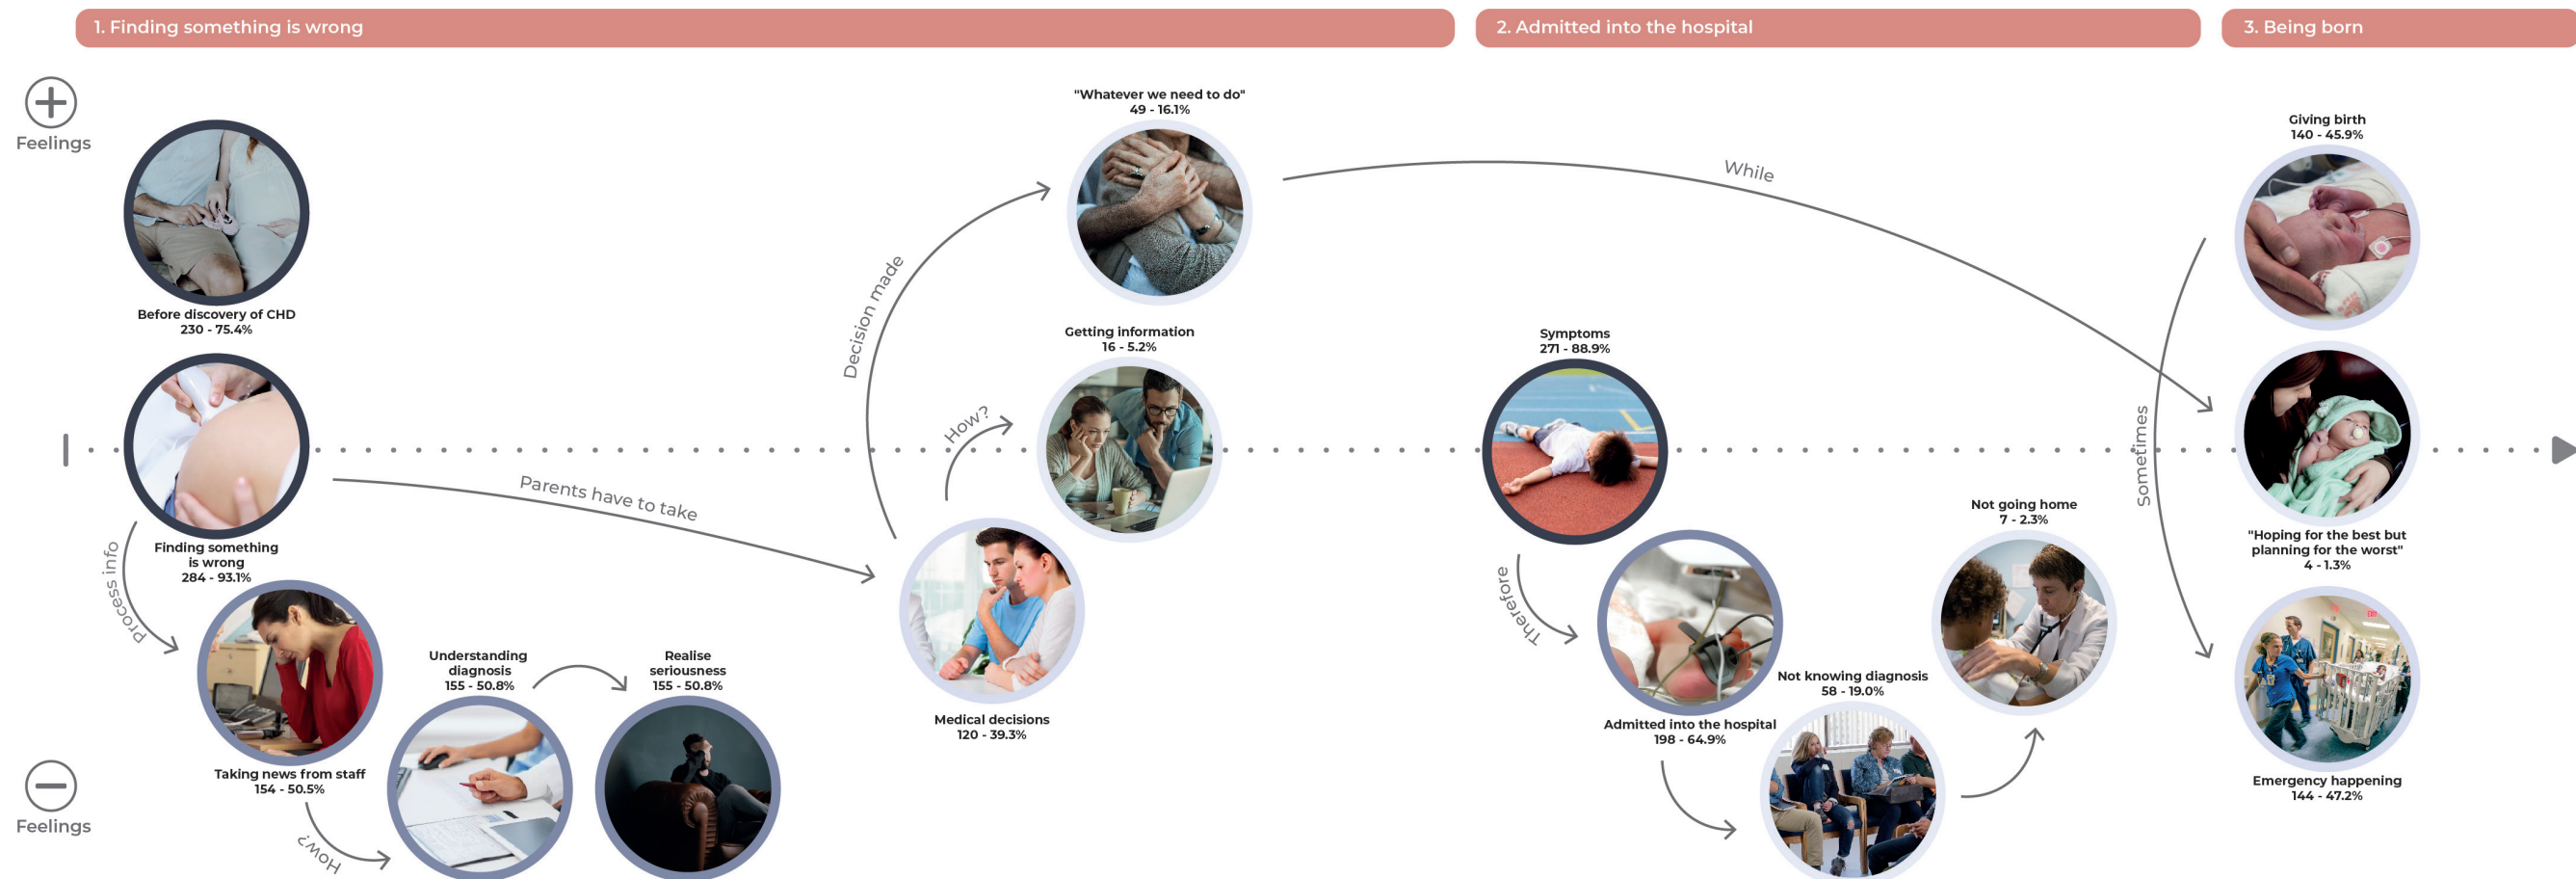 1. Finding something is wrong
2. Admitted into the hospital
3. Being born
Feelings
Before discovery of CHD
230 - 75.4%
Finding something
is wrong
284 - 93.1%
Process info
Taking news from staff
154 - 50.5%
How?
Understanding
diagnosis
155 - 50.8%
Realise
seriousness
155 - 50.8%
Parents have to take
Medical decisions
120 - 39.3%
Decision made
"Whatever we need to do"
49 - 16.1%
How?
Getting information
16 - 5.2%
While
Symptoms
271 - 88.9%
Therefore
Admitted into the hospital
198 - 64.9%
Not knowing diagnosis
58 - 19.0%
Not going home
7 - 2.3%
Giving birth
140 - 45.9%
Sometimes
"Hoping for the best but
planning for the worst"
4 - 1.3%
Emergency happening
144 - 47.2%
Feelings